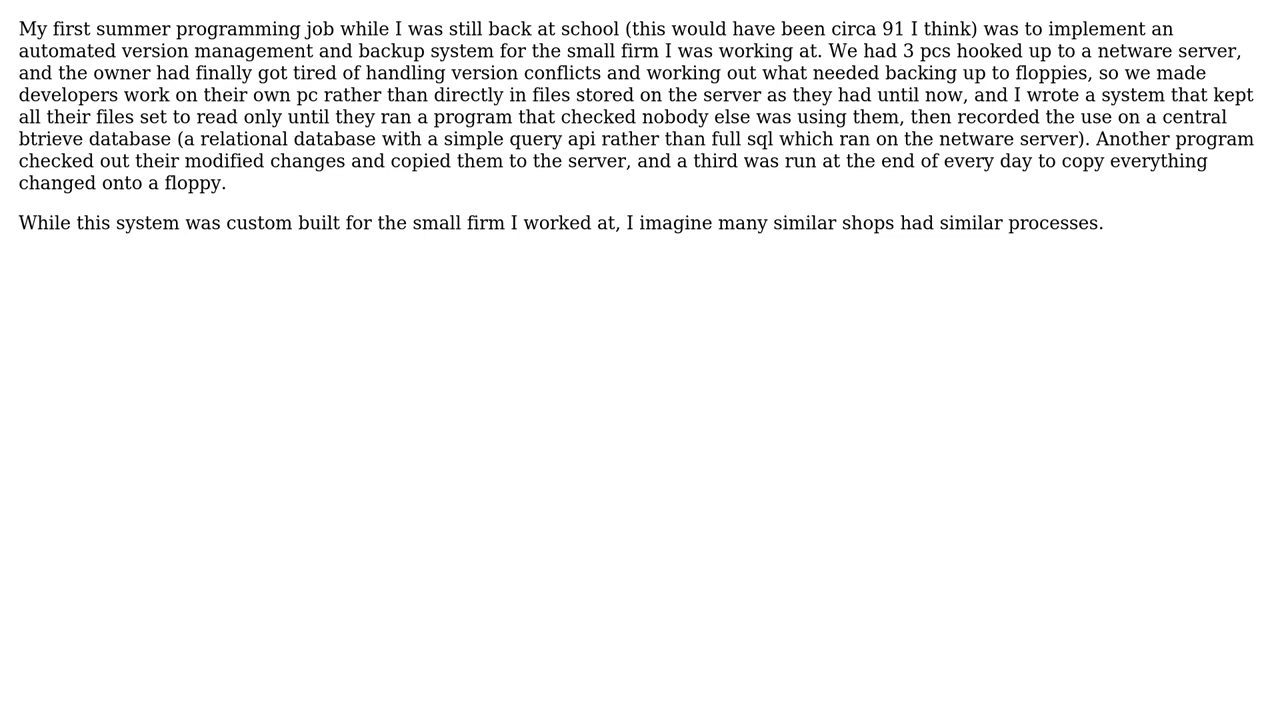 My first summer programming job while I was still back at school (this would have been circa 91 I think) was to implement an
automated version management and backup system for the small firm I was working at. We had 3 pcs hooked up to a netware server,
and the owner had finally got tired of handling version conflicts and working out what needed backing up to floppies, so we made
developers work on their own pc rather than directly in files stored on the server as they had until now, and I wrote a system that kept
all their files set to read only until they ran a program that checked nobody else was using them, then recorded the use on a central
btrieve database (a relational database with a simple query api rather than full sql which ran on the netware server). Another program
checked out their modified changes and copied them to the server, and a third was run at the end of every day to copy everything
changed onto a floppy.
While this system was custom built for the small firm I worked at, I imagine many similar shops had similar processes.